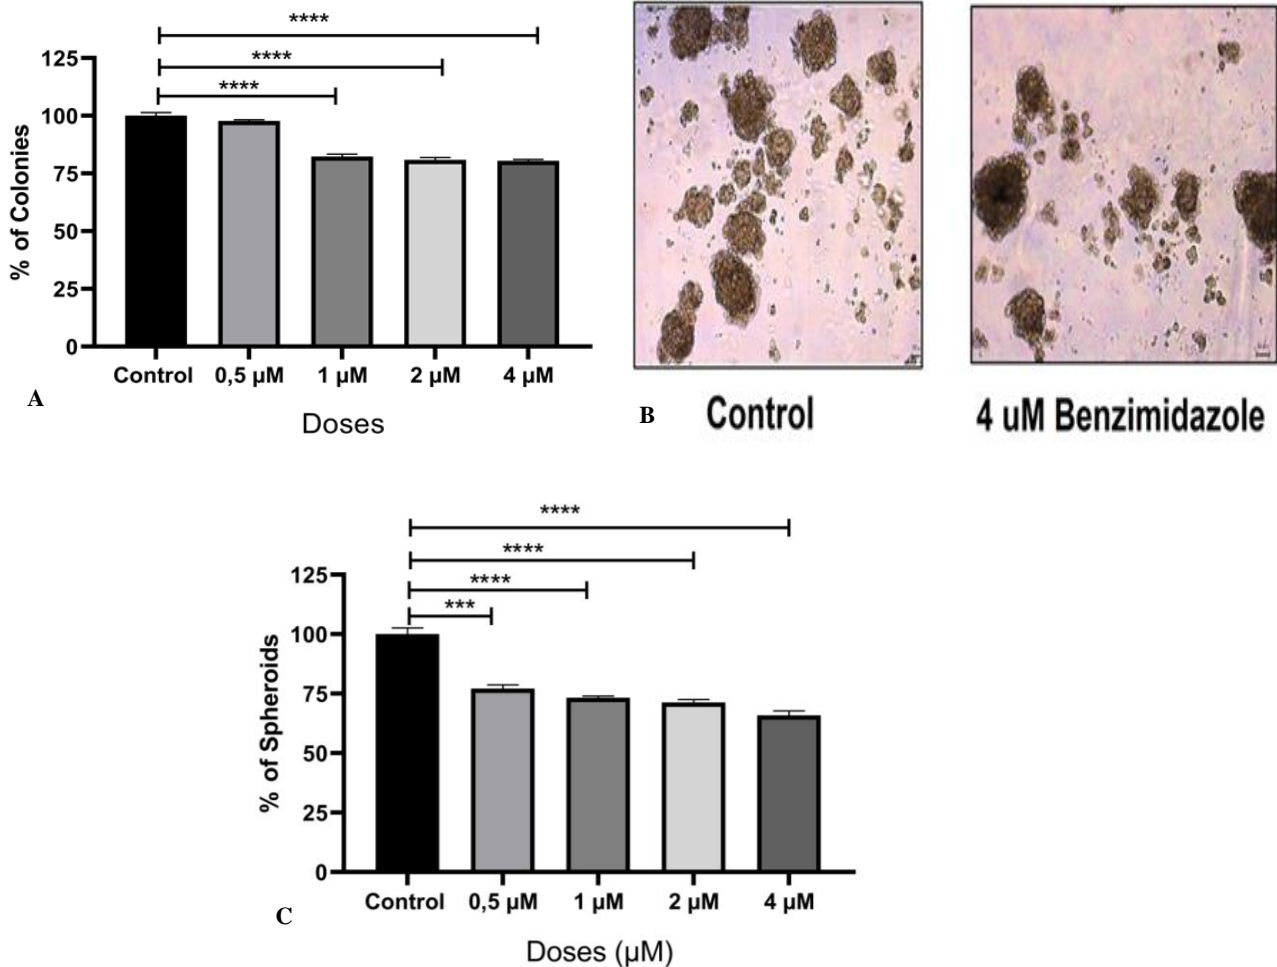 ****
****
****
125
100
75
50
25
0
% of Colonies
Control 0,5 µM 1 µM 2 µM 4 µM
Doses
A
B
Control
4 uM Benzimidazole
****
****
****
***
125
100
75
50
25
0
% of Spheroids
Control 0,5 µM 1 µM 2 µM 4 µM
Doses (µM)
C